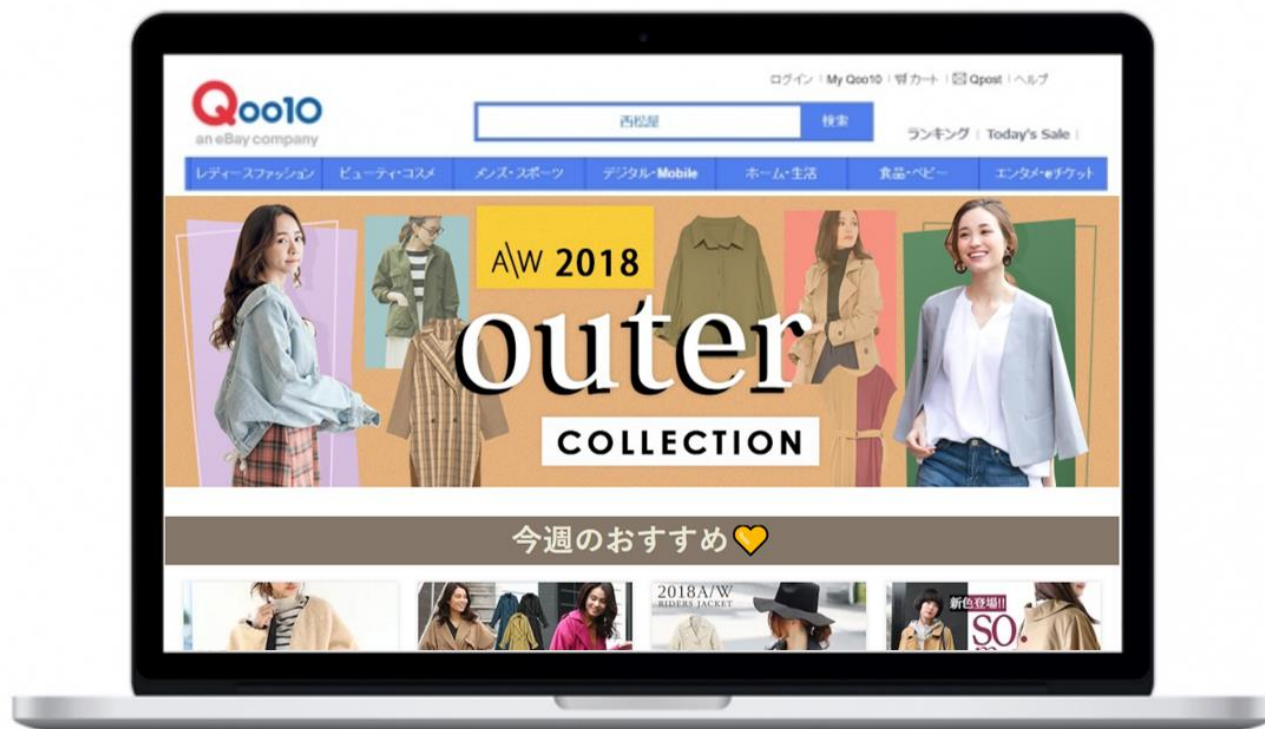 Qoo10
an eBay company
ログイン | My Qoo10 | カート | Qpost | ヘルプ
西松屋
検索
ランキング | Today's Sale |
レディースファッション
ビューティ・コスメ
メンズ・スポーツ
デジタル・Mobile
ホーム・生活
食品・ベビー
エンタメ・eチケット
A\W 2018
outer
COLLECTION
今週のおすすめ
2018A/W
RIDERS JACKET
新色登場!!
SO